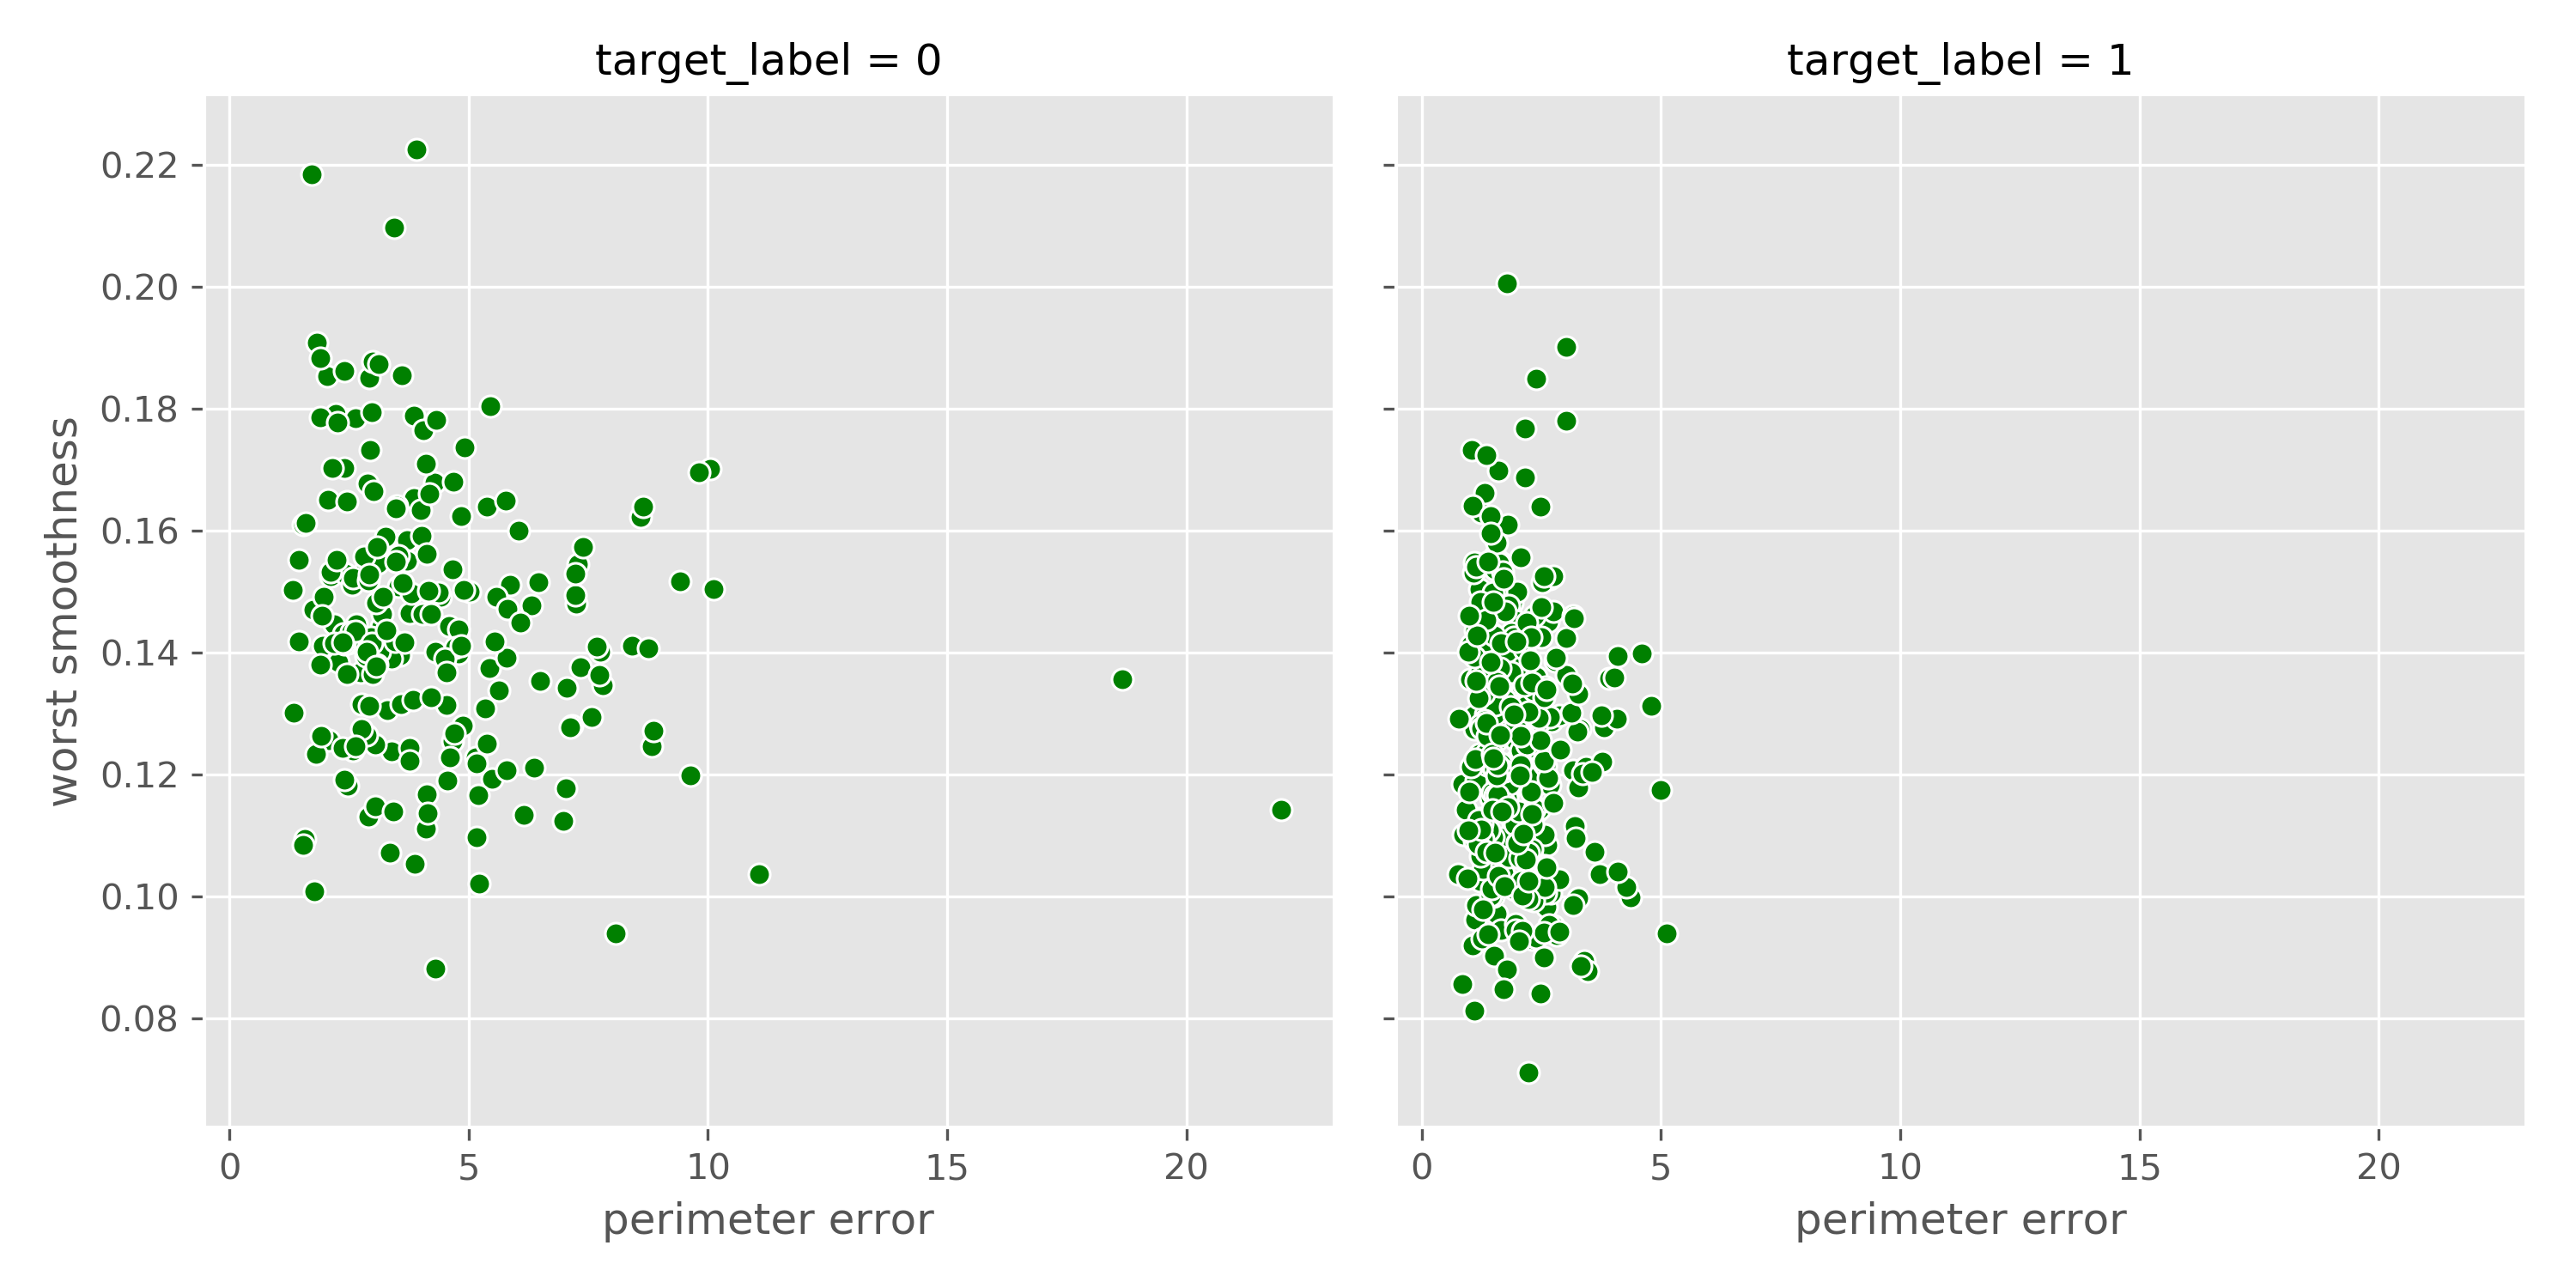 target_label = 0
target_label = 1
worst smoothness
0.22
0.20
0.18
0.16
0.14
0.12
0.10
0.08
0 5 10 15 20
0 5 10 15 20
perimeter error
perimeter error